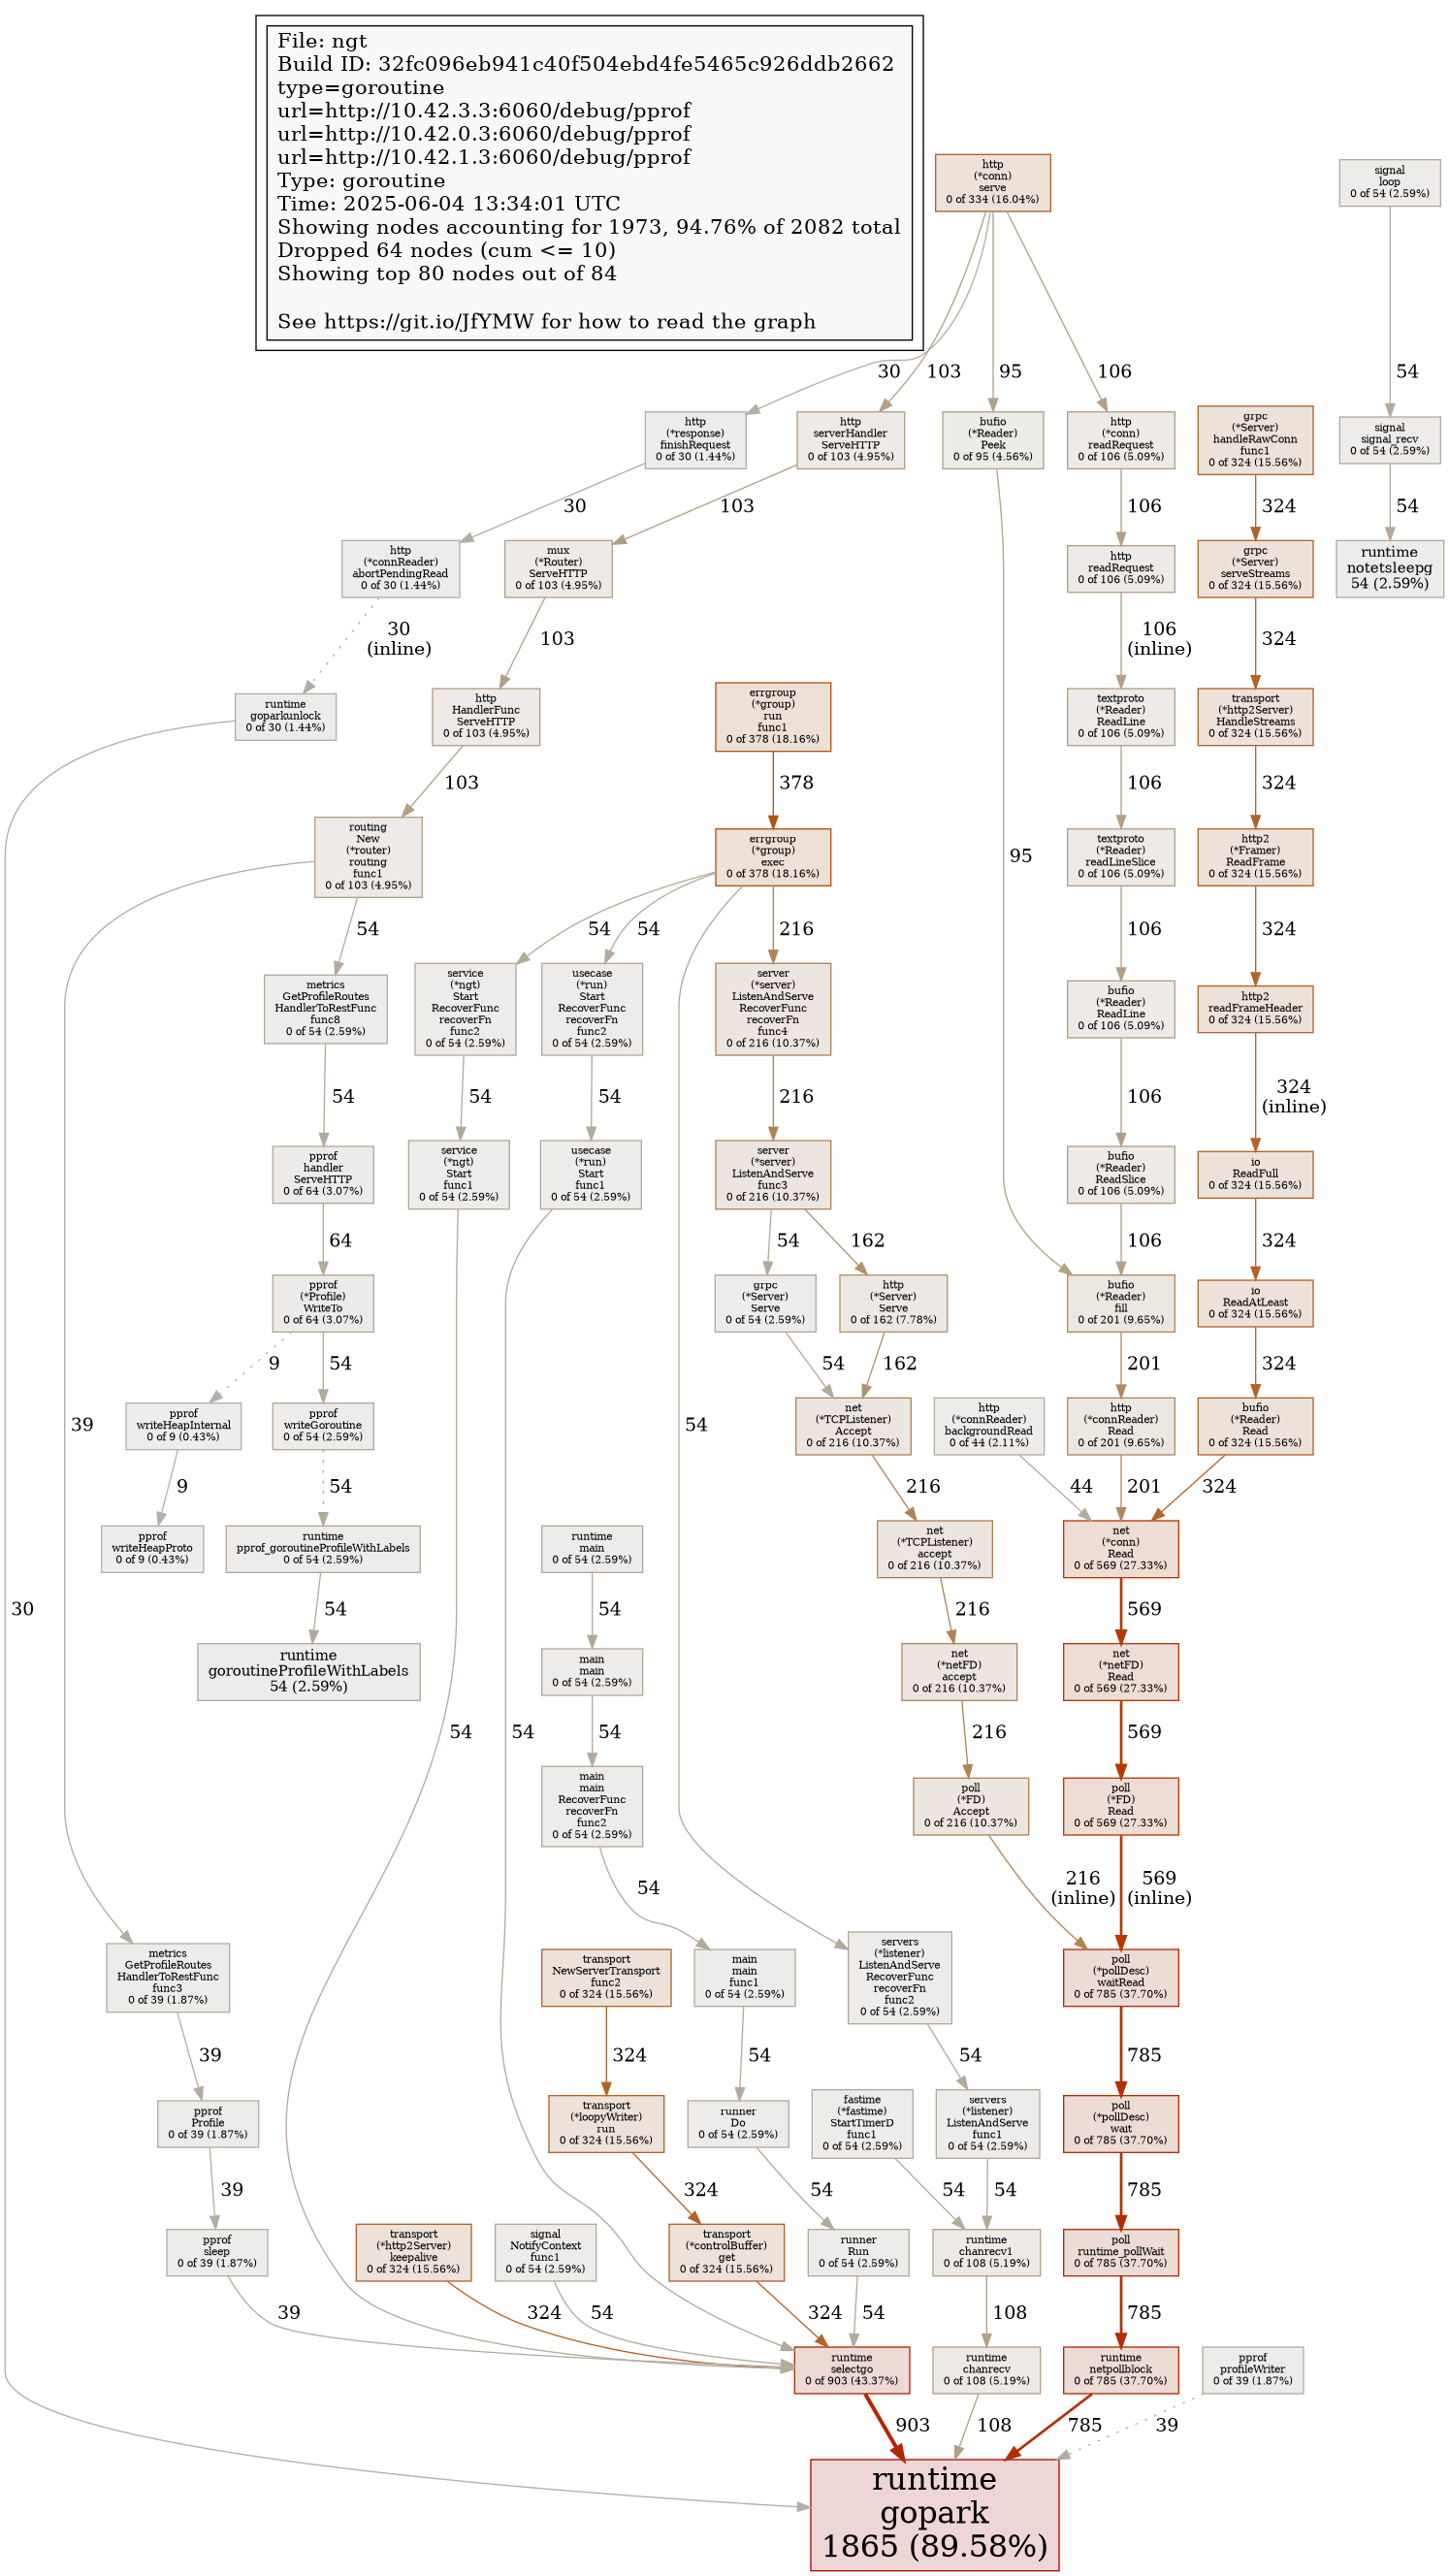 File: ngt
Build ID: 32fc096eb941c40f504ebd4fe5465c926ddb2662
type=goroutine
url=http://10.42.3.3:6060/debug/pprof
url=http://10.42.0.3:6060/debug/pprof
url=http://10.42.1.3:6060/debug/pprof
Type: goroutine
Time: 2025-06-04 13:34:01 UTC
Showing nodes accounting for 1973, 94.76% of 2082 total
Dropped 64 nodes (cum <= 10)
Showing top 80 nodes out of 84
See https://git.io/JfYMW for how to read the graph
http
(*conn)
serve
0 of 334 (16.04%)
signal
loop
0 of 54 (2.59%)
30
103
95
106
54
http
(*response)
finishRequest
0 of 30 (1.44%)
http
serverHandler
ServeHTTP
0 of 103 (4.95%)
bufio
(*Reader)
Peek
0 of 95 (4.56%)
http
(*conn)
readRequest
0 of 106 (5.09%)
grpc
(*Server)
handleRawConn
func1
0 of 324 (15.56%)
signal
signal_recv
0 of 54 (2.59%)
30
103
106
324
54
http
(*connReader)
abortPendingRead
0 of 30 (1.44%)
mux
(*Router)
ServeHTTP
0 of 103 (4.95%)
http
readRequest
0 of 106 (5.09%)
grpc
(*Server)
serveStreams
0 of 324 (15.56%)
runtime
notetsleepg
54 (2.59%)
30
(inline)
103
106
(inline)
324
runtime
goparkunlock
0 of 30 (1.44%)
http
HandlerFunc
ServeHTTP
0 of 103 (4.95%)
errgroup
(*group)
run
func1
0 of 378 (18.16%)
textproto
(*Reader)
ReadLine
0 of 106 (5.09%)
transport
(*http2Server)
HandleStreams
0 of 324 (15.56%)
103
378
106
324
routing
New
(*router)
routing
func1
0 of 103 (4.95%)
errgroup
(*group)
exec
0 of 378 (18.16%)
95
textproto
(*Reader)
readLineSlice
0 of 106 (5.09%)
http2
(*Framer)
ReadFrame
0 of 324 (15.56%)
54
54
54
216
106
324
metrics
GetProfileRoutes
HandlerToRestFunc
func8
0 of 54 (2.59%)
service
(*ngt)
Start
RecoverFunc
recoverFn
func2
0 of 54 (2.59%)
usecase
(*run)
Start
RecoverFunc
recoverFn
func2
0 of 54 (2.59%)
server
(*server)
ListenAndServe
RecoverFunc
recoverFn
func4
0 of 216 (10.37%)
bufio
(*Reader)
ReadLine
0 of 106 (5.09%)
http2
readFrameHeader
0 of 324 (15.56%)
54
54
54
216
106
324
(inline)
pprof
handler
ServeHTTP
0 of 64 (3.07%)
service
(*ngt)
Start
func1
0 of 54 (2.59%)
usecase
(*run)
Start
func1
0 of 54 (2.59%)
server
(*server)
ListenAndServe
func3
0 of 216 (10.37%)
bufio
(*Reader)
ReadSlice
0 of 106 (5.09%)
io
ReadFull
0 of 324 (15.56%)
64
54
162
106
324
pprof
(*Profile)
WriteTo
0 of 64 (3.07%)
grpc
(*Server)
Serve
0 of 54 (2.59%)
http
(*Server)
Serve
0 of 162 (7.78%)
bufio
(*Reader)
fill
0 of 201 (9.65%)
io
ReadAtLeast
0 of 324 (15.56%)
9
54
54
162
201
324
39
pprof
writeHeapInternal
0 of 9 (0.43%)
pprof
writeGoroutine
0 of 54 (2.59%)
54
net
(*TCPListener)
Accept
0 of 216 (10.37%)
http
(*connReader)
backgroundRead
0 of 44 (2.11%)
http
(*connReader)
Read
0 of 201 (9.65%)
bufio
(*Reader)
Read
0 of 324 (15.56%)
9
54
216
44
201
324
pprof
writeHeapProto
0 of 9 (0.43%)
runtime
pprof_goroutineProfileWithLabels
0 of 54 (2.59%)
runtime
main
0 of 54 (2.59%)
net
(*TCPListener)
accept
0 of 216 (10.37%)
net
(*conn)
Read
0 of 569 (27.33%)
30
54
54
216
569
runtime
goroutineProfileWithLabels
54 (2.59%)
main
main
0 of 54 (2.59%)
net
(*netFD)
accept
0 of 216 (10.37%)
net
(*netFD)
Read
0 of 569 (27.33%)
54
54
54
216
569
main
main
RecoverFunc
recoverFn
func2
0 of 54 (2.59%)
poll
(*FD)
Accept
0 of 216 (10.37%)
poll
(*FD)
Read
0 of 569 (27.33%)
54
216
(inline)
569
(inline)
metrics
GetProfileRoutes
HandlerToRestFunc
func3
0 of 39 (1.87%)
transport
NewServerTransport
func2
0 of 324 (15.56%)
main
main
func1
0 of 54 (2.59%)
servers
(*listener)
ListenAndServe
RecoverFunc
recoverFn
func2
0 of 54 (2.59%)
poll
(*pollDesc)
waitRead
0 of 785 (37.70%)
39
324
54
54
785
pprof
Profile
0 of 39 (1.87%)
transport
(*loopyWriter)
run
0 of 324 (15.56%)
runner
Do
0 of 54 (2.59%)
fastime
(*fastime)
StartTimerD
func1
0 of 54 (2.59%)
servers
(*listener)
ListenAndServe
func1
0 of 54 (2.59%)
poll
(*pollDesc)
wait
0 of 785 (37.70%)
39
324
54
54
54
785
pprof
sleep
0 of 39 (1.87%)
transport
(*http2Server)
keepalive
0 of 324 (15.56%)
signal
NotifyContext
func1
0 of 54 (2.59%)
transport
(*controlBuffer)
get
0 of 324 (15.56%)
runner
Run
0 of 54 (2.59%)
runtime
chanrecv1
0 of 108 (5.19%)
poll
runtime_pollWait
0 of 785 (37.70%)
39
324
54
324
54
108
785
runtime
selectgo
0 of 903 (43.37%)
runtime
chanrecv
0 of 108 (5.19%)
runtime
netpollblock
0 of 785 (37.70%)
pprof
profileWriter
0 of 39 (1.87%)
903
108
785
39
runtime
gopark
1865 (89.58%)